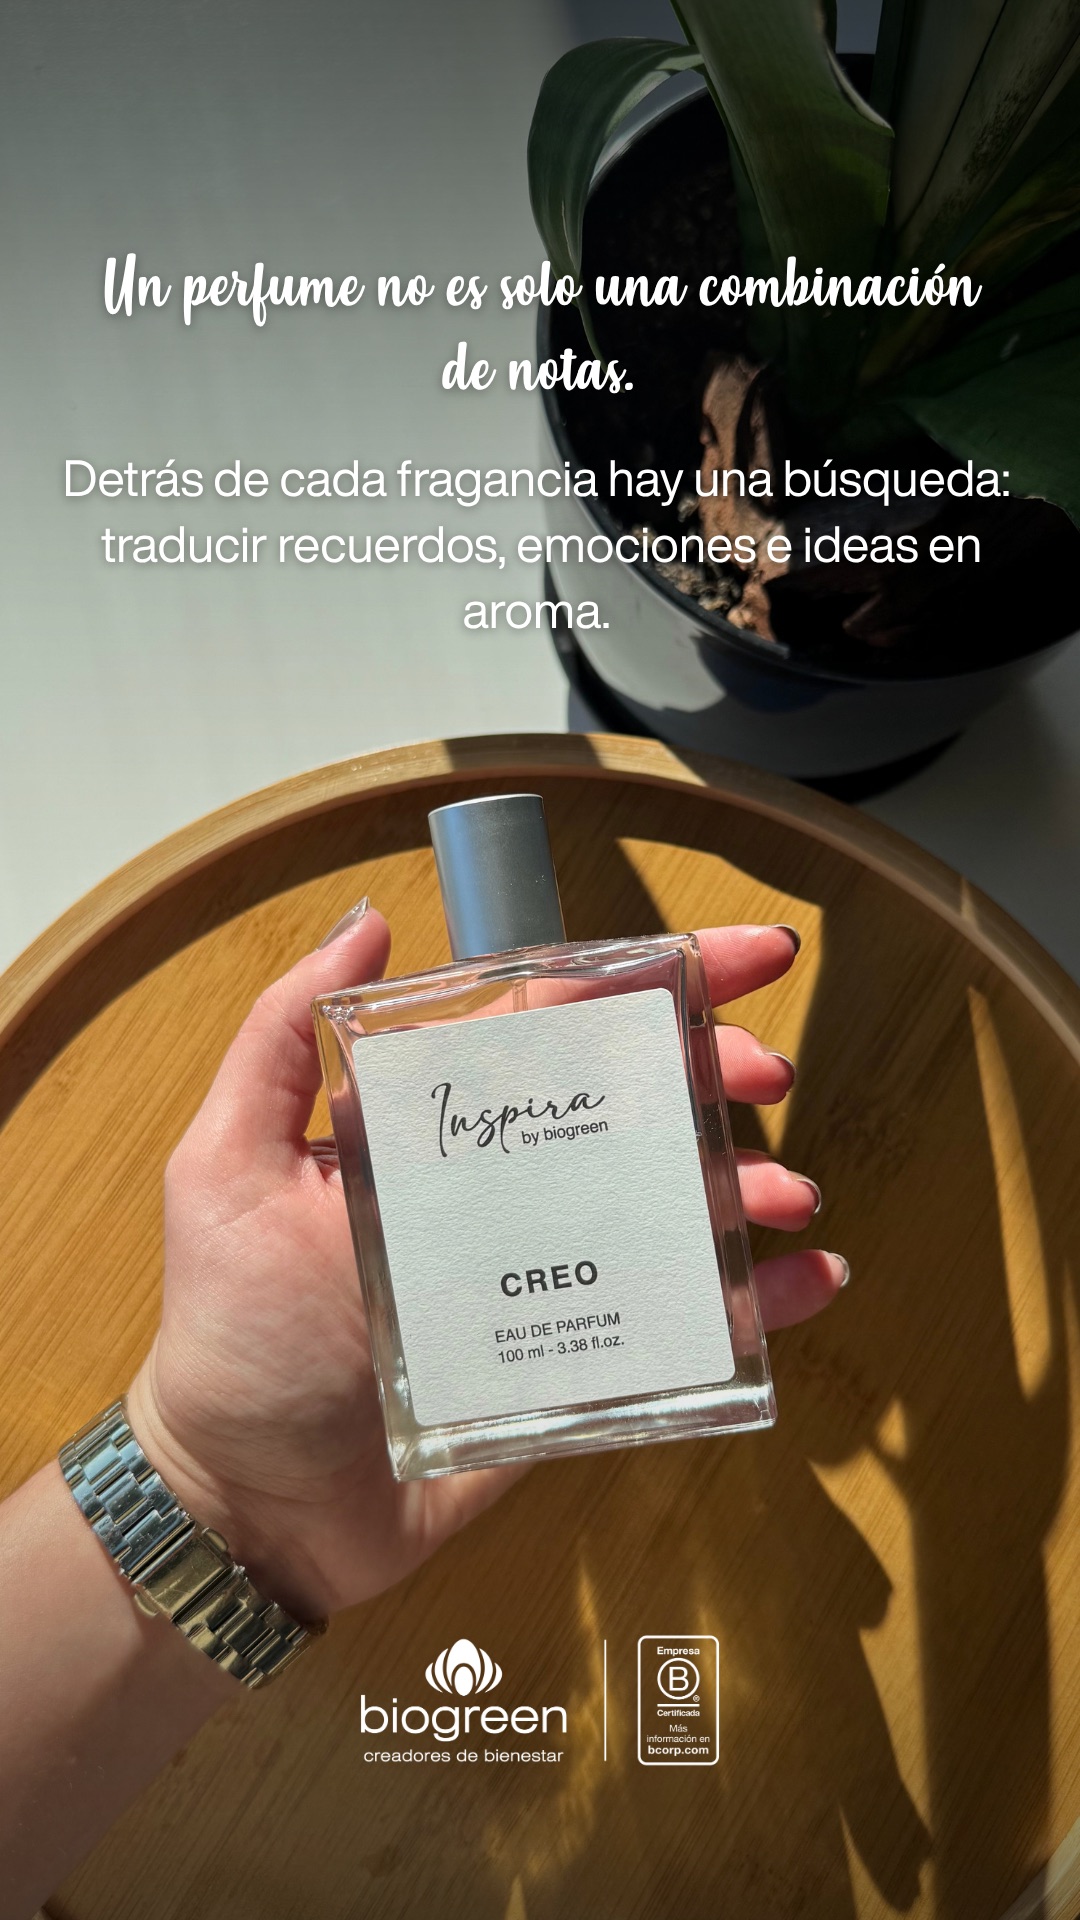 Un perfume no es solo una combinación
de notas.
Detrás de cada fragancia hay una búsqueda:
traducir recuerdos, emociones e ideas en
aroma.
Inspira
by biogreen
CREO
EAU DE PARFUM
100 ml - 3.38 fl.oz.
biogreen
creadores de bienestar
Empresa
B
®
Certificada
Más
información en
bcorp.com